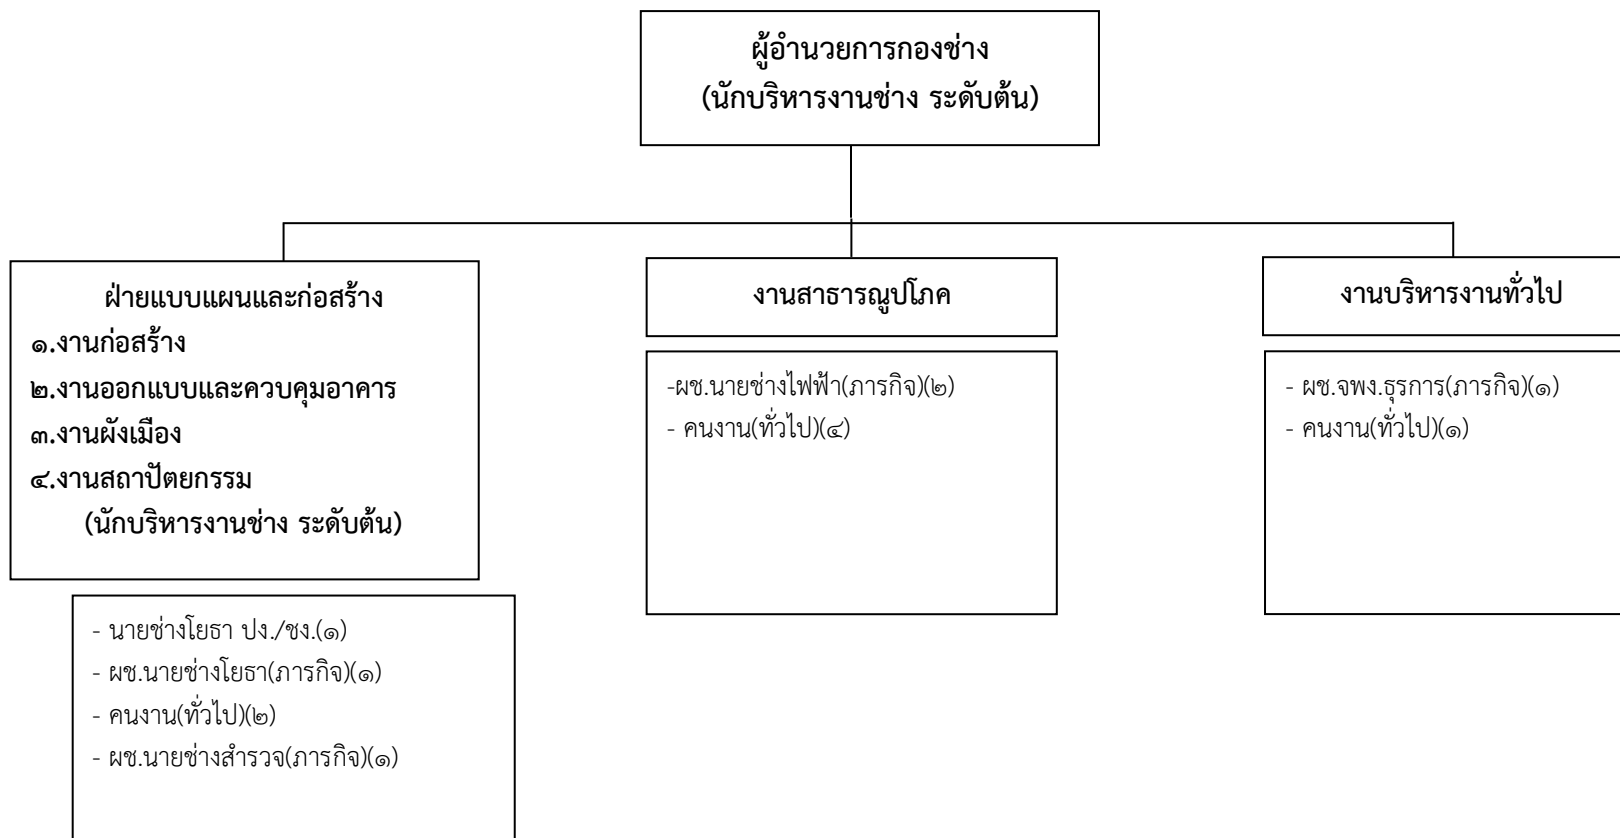 ผู้อำนวยการกองช่าง
(นักบริหารงานช่าง ระดับต้น)
ฝ่ายแบบแผนและก่อสร้าง
๑.งานก่อสร้าง
๒.งานออกแบบและควบคุมอาคาร
๓.งานผังเมือง
๔.งานสถาปัตยกรรม
(นักบริหารงานช่าง ระดับต้น)
- นายช่างโยธา ปง./ชง.(๑)
- ผช.นายช่างโยธา(ภารกิจ)(๑)
- คนงาน(ทั่วไป)(๒)
- ผช.นายช่างสำรวจ(ภารกิจ)(๑)
งานสาธารณูปโภค
-ผช.นายช่างไฟฟ้า(ภารกิจ)(๒)
- คนงาน(ทั่วไป)(๔)
งานบริหารงานทั่วไป
- ผช.จพง.ธุรการ(ภารกิจ)(๑)
- คนงาน(ทั่วไป)(๑)